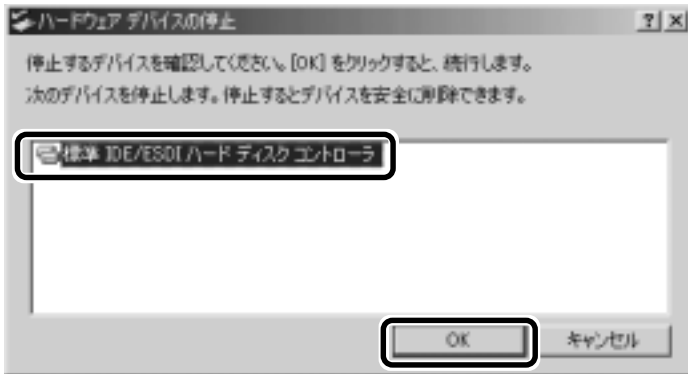 ハードウェア デバイスの停止
停止するデバイスを確認してください。[OK] をクリックすると、続行します。
次のデバイスを停止します。停止するとデバイスを安全に削除できます。
標準 IDE/ESDI ハード ディスク コントローラ
OK
キャンセル